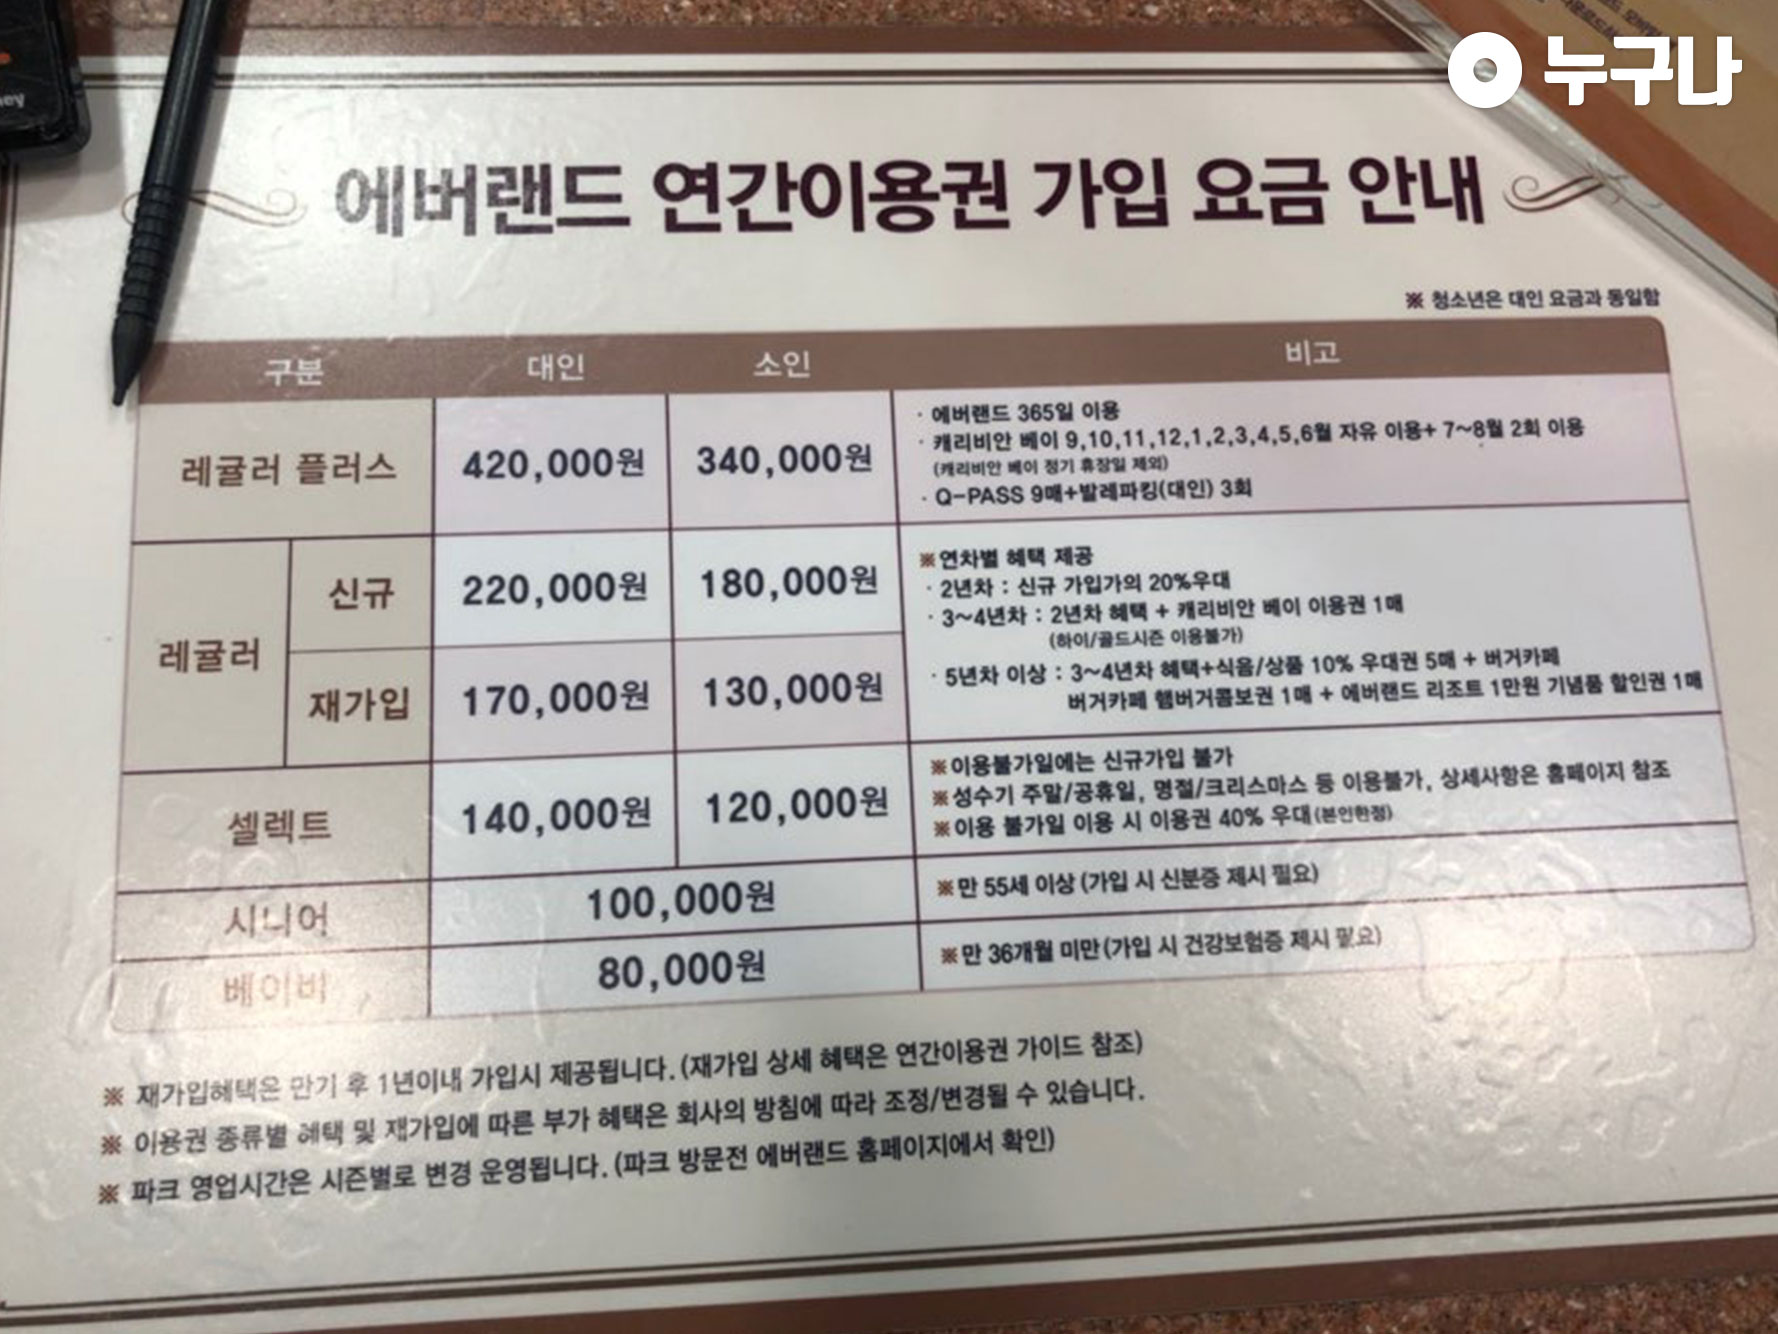 누구나
에버랜드 연간이용권 가입 요금 안내
※ 청소년은 대인 요금과 동일함
구분 대인 소인 비고
레귤러 플러스 420,000원 340,000원
· 에버랜드 365일 이용
· 캐리비안 베이 9,10,11,12,1,2,3,4,5,6월 자유 이용+ 7~8월 2회 이용
(캐리비안 베이 정기 휴장일 제외)
· Q-PASS 9매+발레파킹(대인) 3회
레귤러
신규 220,000원 180,000원
재가입 170,000원 130,000원
※연차별 혜택 제공
· 2년차 : 신규 가입가의 20%우대
· 3~4년차 : 2년차 혜택 + 캐리비안 베이 이용권 1매
(하이/골드시즌 이용불가)
· 5년차 이상 : 3~4년차 혜택+식음/상품 10% 우대권 5매 + 버거카페
버거카페 햄버거콤보권 1매 + 에버랜드 리조트 1만원 기념품 할인권 1매
셀렉트 140,000원 120,000원
※이용불가일에는 신규가입 불가
※성수기 주말/공휴일, 명절/크리스마스 등 이용불가, 상세사항은 홈페이지 참조
※이용 불가일 이용 시 이용권 40% 우대(본인한정)
시니어 100,000원 ※만 55세 이상 (가입 시 신분증 제시 필요)
베이비 80,000원 ※만 36개월 미만(가입 시 건강보험증 제시 필요)
※ 재가입혜택은 만기 후 1년이내 가입시 제공됩니다. (재가입 상세 혜택은 연간이용권 가이드 참조)
※ 이용권 종류별 혜택 및 재가입에 따른 부가 혜택은 회사의 방침에 따라 조정/변경될 수 있습니다.
※ 파크 영업시간은 시즌별로 변경 운영됩니다. (파크 방문전 에버랜드 홈페이지에서 확인)